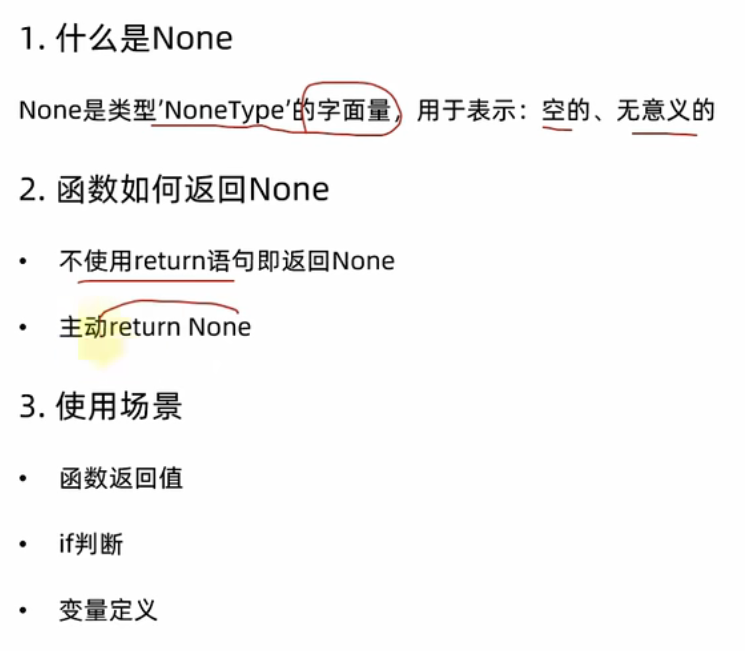 1. 什么是None
None是类型’NoneType’的字面量，用于表示：空的、无意义的
2. 函数如何返回None
• 不使用return语句即返回None
• 主动return None
3. 使用场景
• 函数返回值
• if判断
• 变量定义